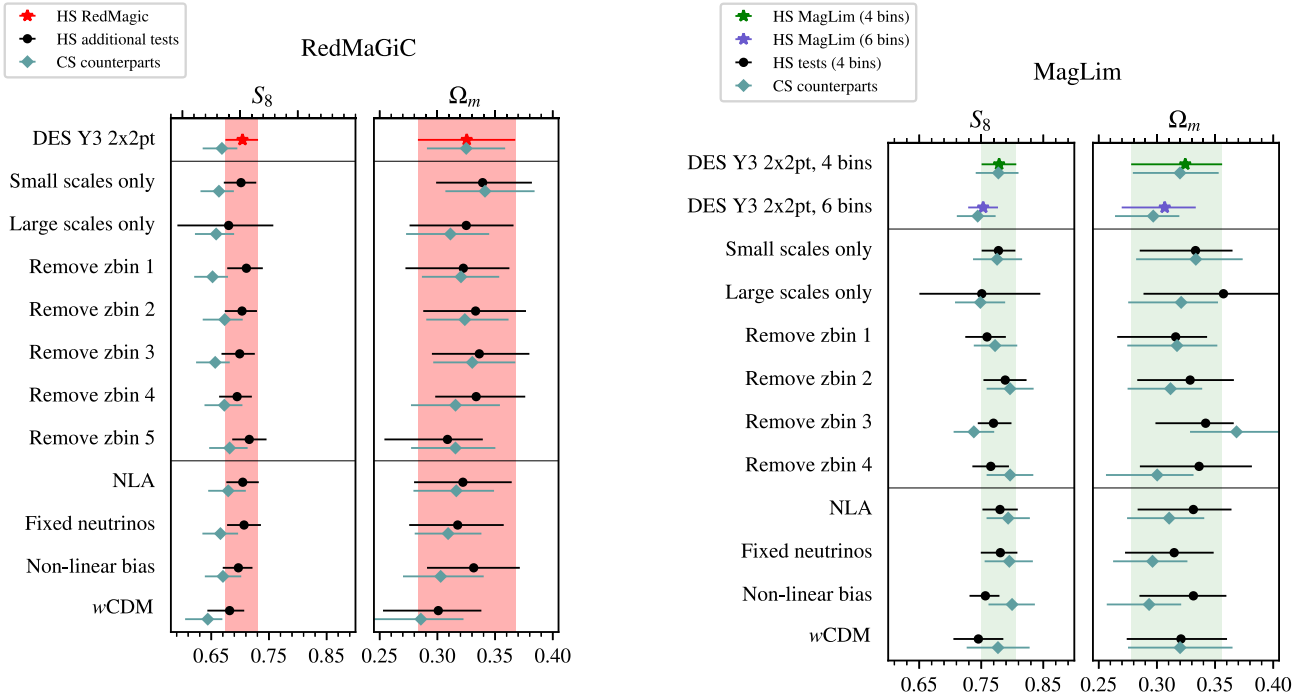 HS RedMagic
HS additional tests
CS counterparts
RedMaGiC
S₈
Ωₘ
DES Y3 2x2pt
Small scales only
Large scales only
Remove zbin 1
Remove zbin 2
Remove zbin 3
Remove zbin 4
Remove zbin 5
NLA
Fixed neutrinos
Non-linear bias
wCDM
0.65 0.75 0.85
0.25 0.30 0.35 0.40
HS MagLim (4 bins)
HS MagLim (6 bins)
HS tests (4 bins)
CS counterparts
MagLim
S₈
Ωₘ
DES Y3 2x2pt, 4 bins
DES Y3 2x2pt, 6 bins
Small scales only
Large scales only
Remove zbin 1
Remove zbin 2
Remove zbin 3
Remove zbin 4
NLA
Fixed neutrinos
Non-linear bias
wCDM
0.65 0.75 0.85
0.25 0.30 0.35 0.40